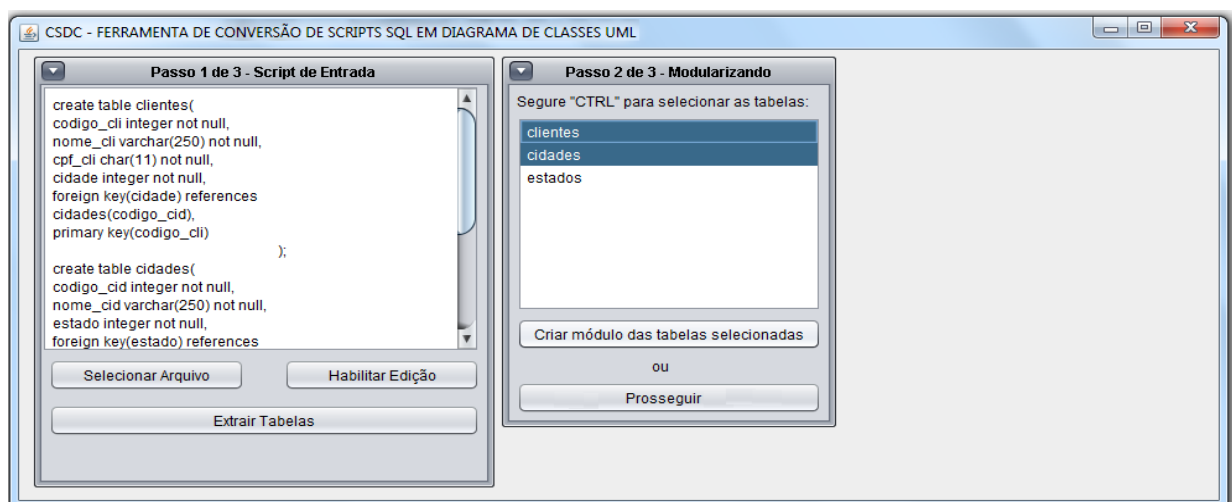 CSDC - FERRAMENTA DE CONVERSÃO DE SCRIPTS SQL EM DIAGRAMA DE CLASSES UML
Passo 1 de 3 - Script de Entrada
create table clientes(
codigo_cli integer not null,
nome_cli varchar(250) not null,
cpf_cli char(11) not null,
cidade integer not null,
foreign key(cidade) references
cidades(codigo_cid),
primary key(codigo_cli)
);
create table cidades(
codigo_cid integer not null,
nome_cid varchar(250) not null,
estado integer not null,
foreign key(estado) references
Selecionar Arquivo
Habilitar Edição
Extrair Tabelas
Passo 2 de 3 - Modularizando
Segure "CTRL" para selecionar as tabelas:
clientes
cidades
estados
Criar módulo das tabelas selecionadas
ou
Prosseguir